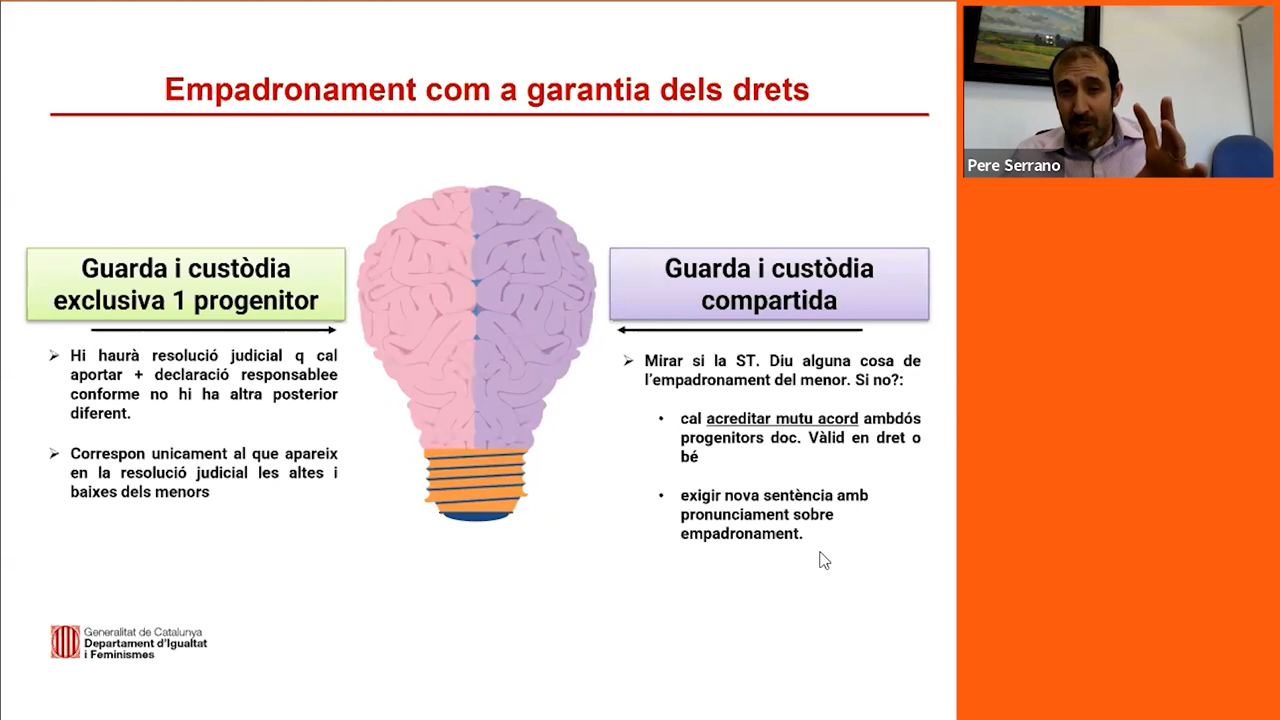 Empadronament com a garantia dels drets
Pere Serrano
Guarda i custòdia
exclusiva 1 progenitor
Hi haurà resolució judicial q cal
aportar + declaració responsablee
conforme no hi ha altra posterior
diferent.
Correspon unicament al que apareix
en la resolució judicial les altes i
baixes dels menors
Guarda i custòdia
compartida
Mirar si la ST. Diu alguna cosa de
l'empadronament del menor. Si no?:
cal acreditar mutu acord ambdós
progenitors doc. Vàlid en dret o
bé
exigir nova sentència amb
pronunciament sobre
empadronament.
Generalitat de Catalunya
Departament d'Igualtat
i Feminismes